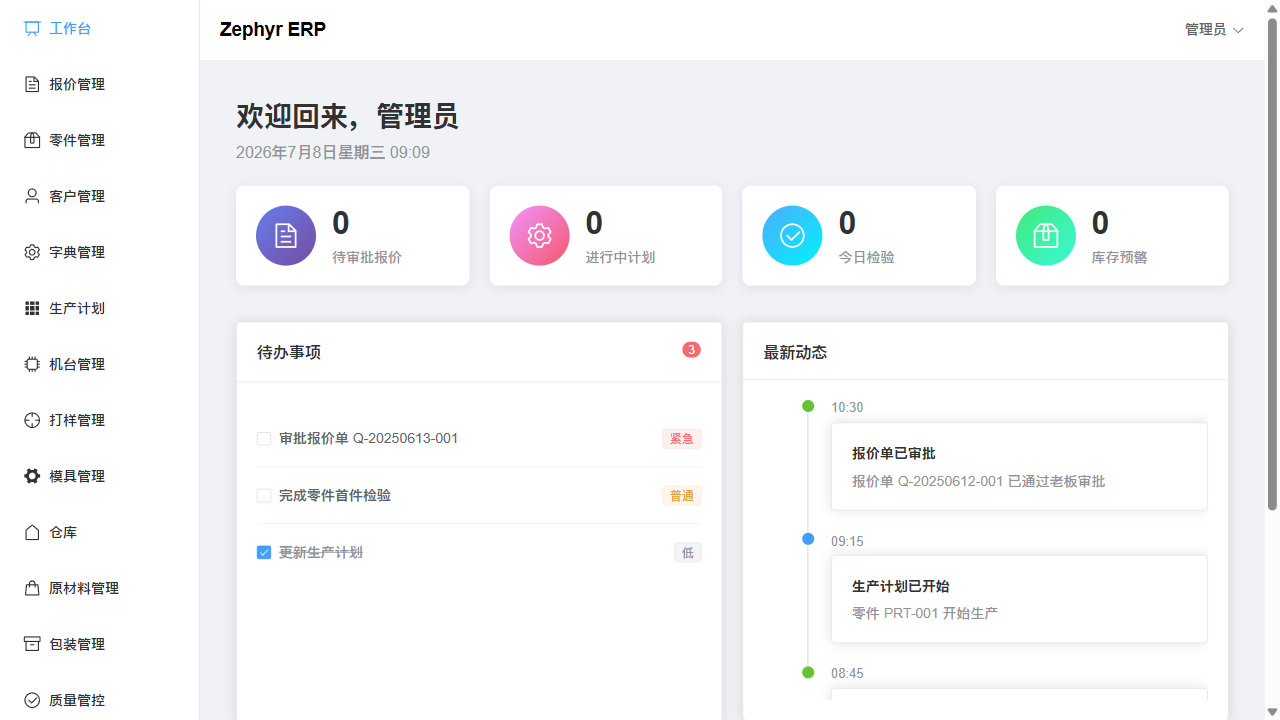 工作台
报价管理
零件管理
客户管理
字典管理
生产计划
机台管理
打样管理
模具管理
仓库
原材料管理
包装管理
质量管控
Zephyr ERP
管理员
欢迎回来，管理员
2026年7月8日星期三 09:09
0
待审批报价
0
进行中计划
0
今日检验
0
库存预警
待办事项
3
审批报价单 Q-20250613-001
紧急
完成零件首件检验
普通
更新生产计划
低
最新动态
10:30
报价单已审批
报价单 Q-20250612-001 已通过老板审批
09:15
生产计划已开始
零件 PRT-001 开始生产
08:45